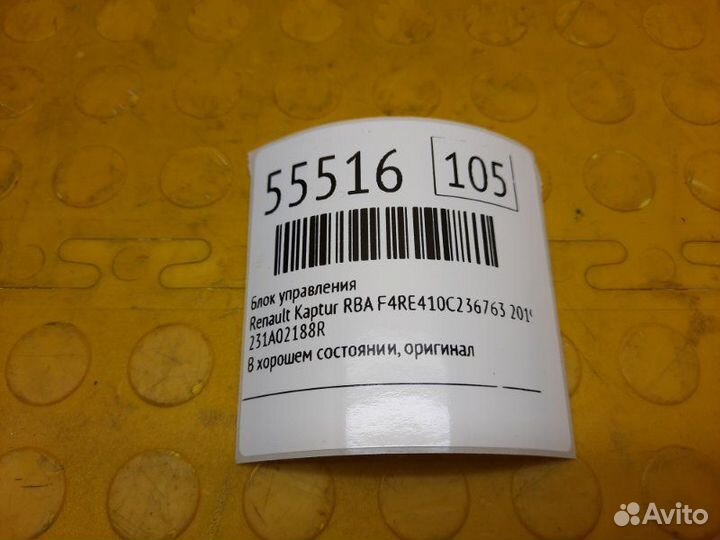 55516 105
Блок управления
Renault Kaptur RBA F4RE410C236763
231A02188R
В хорошем состоянии, оригинал
Avito